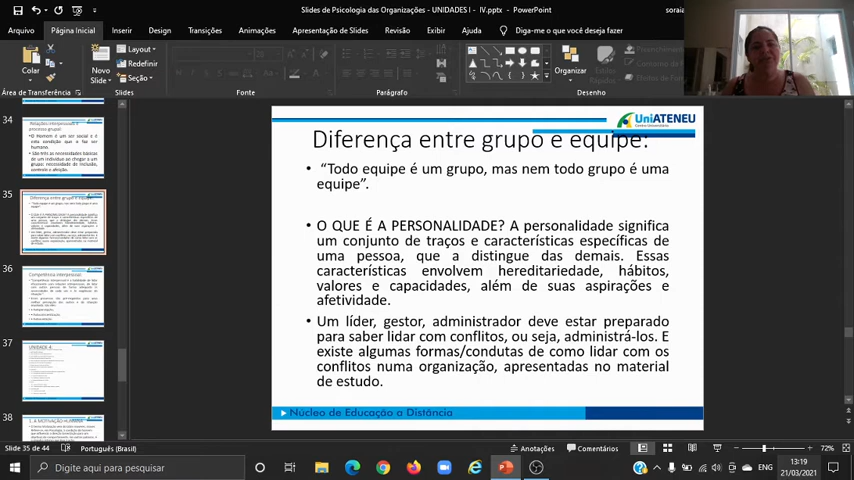 Slides de Psicologia das Organizações - UNIDADES I - IV.pptx - PowerPoint
soraia
Arquivo Página Inicial Inserir Design Transições Animações Apresentação de Slides Revisão Exibir Ajuda Diga-me o que você deseja fazer
Colar
Novo
Slide
Layout
Redefinir
Seção
Organizar
Estilos
Rápidos
Área de Transferência
Slides
Fonte
Parágrafo
Desenho
34
35
36
Competência interpessoal:
37
UNIDADE 4:
38
UniATENEU
Diferença entre grupo e equipe:
• “Todo equipe é um grupo, mas nem todo grupo é uma
equipe”.
• O QUE É A PERSONALIDADE? A personalidade significa
um conjunto de traços e características específicas de
uma pessoa, que a distingue das demais. Essas
características envolvem hereditariedade, hábitos,
valores e capacidades, além de suas aspirações e
afetividade.
• Um líder, gestor, administrador deve estar preparado
para saber lidar com conflitos, ou seja, administrá-los. E
existe algumas formas/condutas de como lidar com os
conflitos numa organização, apresentadas no material
de estudo.
Núcleo de Educação a Distância
Slide 35 de 44 Português (Brasil) Anotações Comentários 72%
Digite aqui para pesquisar
ENG
13:19
21/03/2021